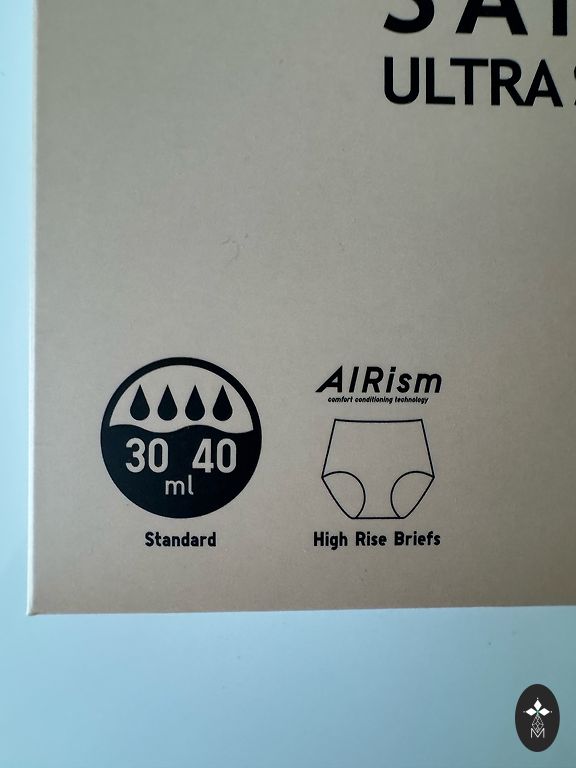 ULTRA
30 40
ml
Standard
AIRism
comfort conditioning technology
High Rise Briefs
M